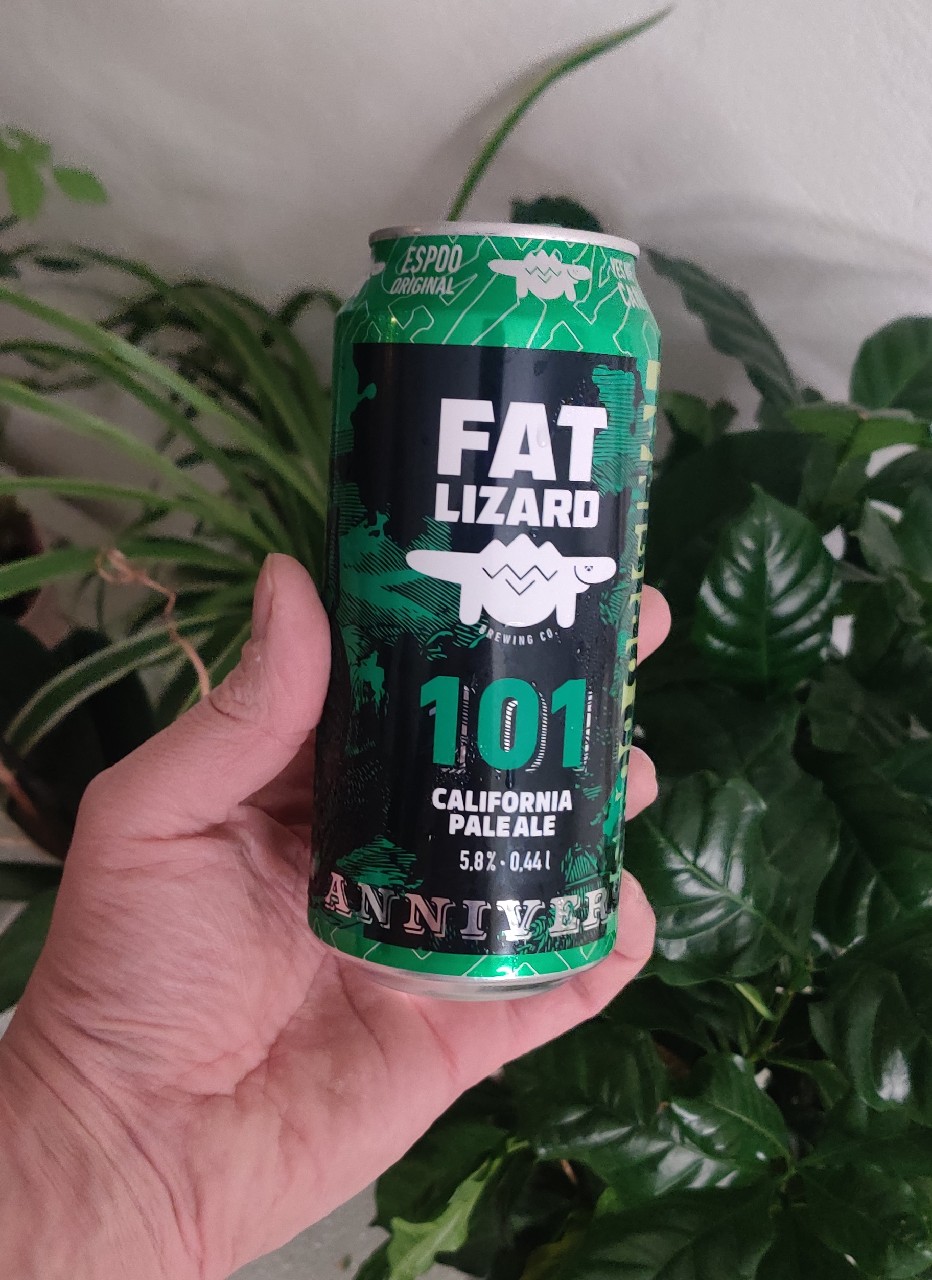 ESPOO
ORIGINAL
FAT
LIZARD
BREWING CO.
101
CALIFORNIA
PALE ALE
5,8% · 0,44 l
ANNIVER